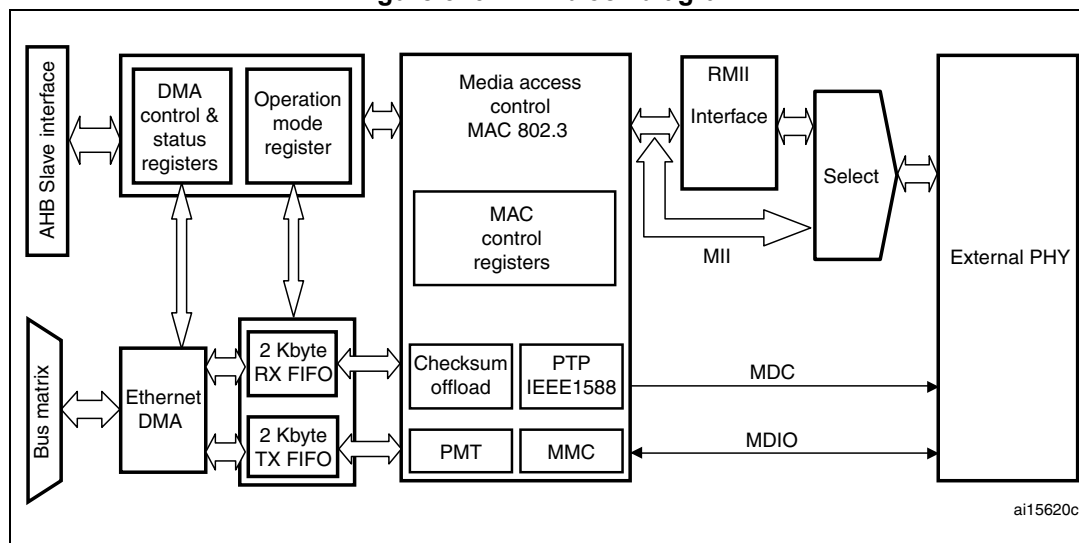 AHB Slave interface
DMA
control &
status
registers
Operation
mode
register
Media access
control
MAC 802.3
RMII
Interface
Select
External PHY
MAC
control
registers
MII
Bus matrix
Ethernet
DMA
2 Kbyte
RX FIFO
2 Kbyte
TX FIFO
Checksum
offload
PTP
IEEE1588
PMT
MMC
MDC
MDIO
ai15620c